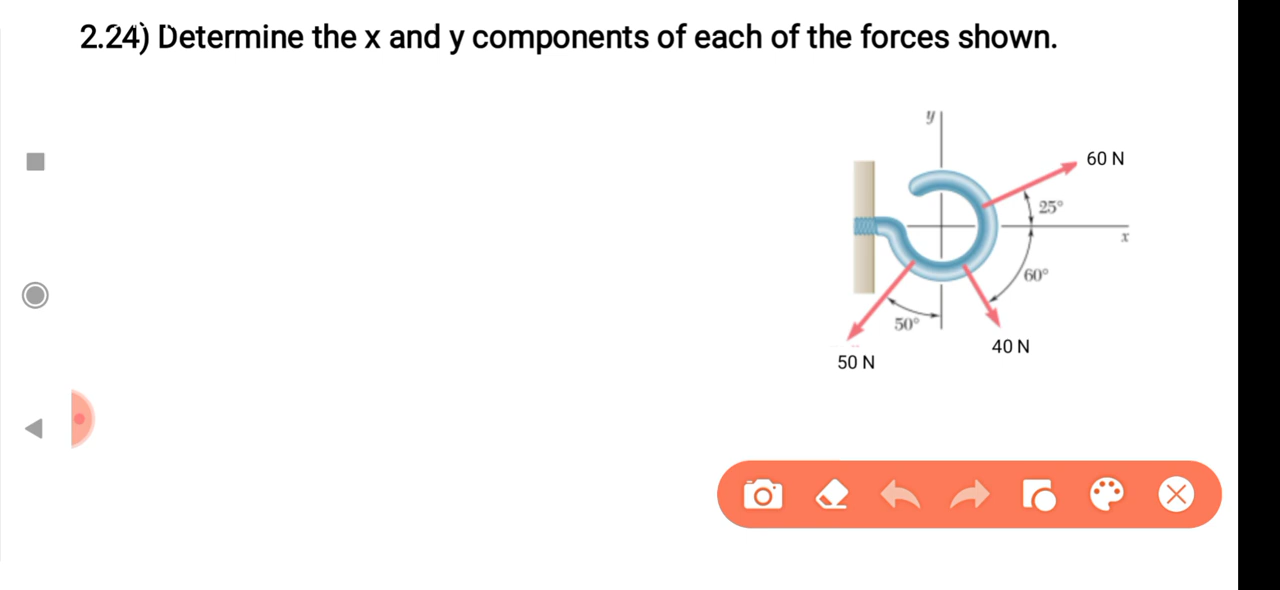 2.24) Determine the x and y components of each of the forces shown.
y
60 N
25°
x
60°
50°
40 N
50 N